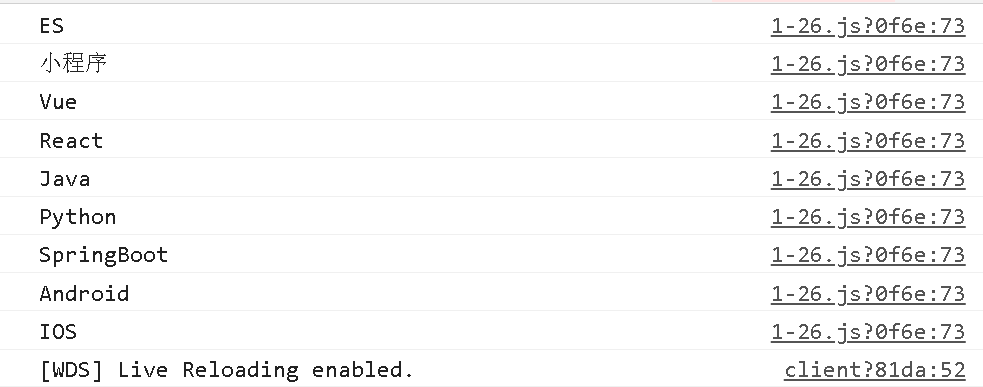 ES 1-26.js?0f6e:73
小程序 1-26.js?0f6e:73
Vue 1-26.js?0f6e:73
React 1-26.js?0f6e:73
Java 1-26.js?0f6e:73
Python 1-26.js?0f6e:73
SpringBoot 1-26.js?0f6e:73
Android 1-26.js?0f6e:73
IOS 1-26.js?0f6e:73
[WDS] Live Reloading enabled. client?81da:52